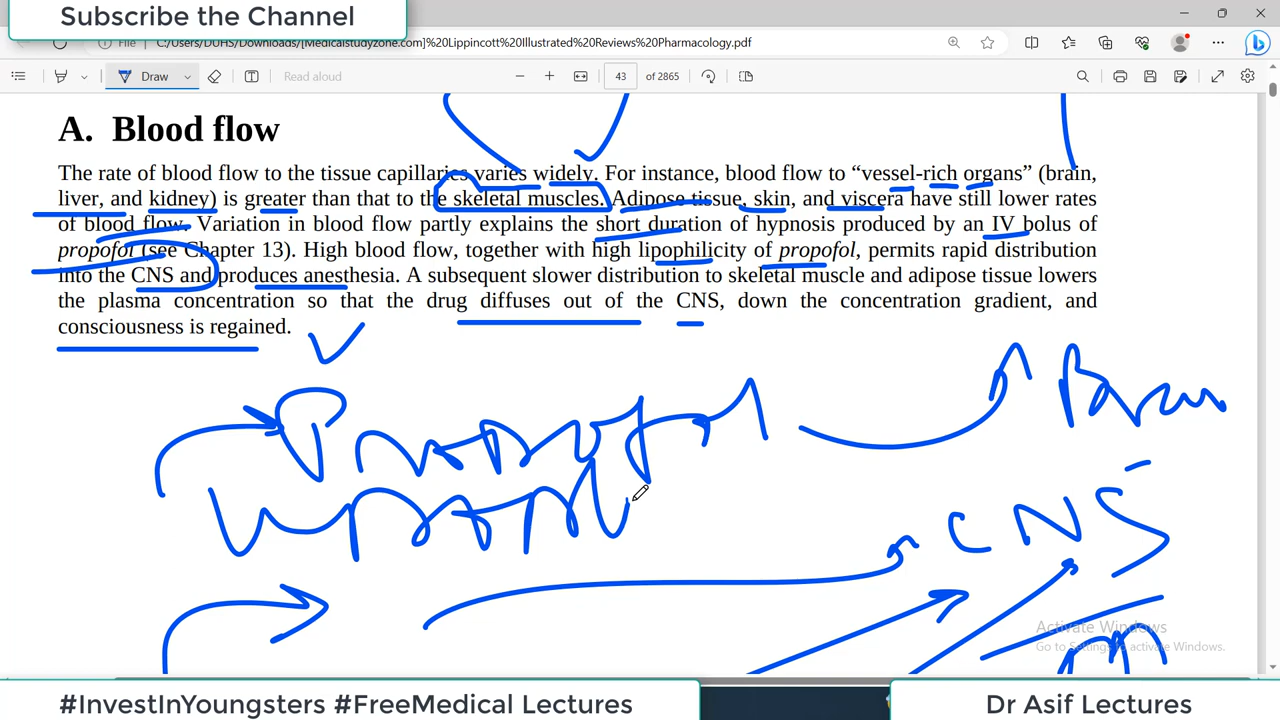 Subscribe the Channel
File C:/Users/DUHS/Downloads/[Medicalstudyzone.com]%20Lippincott%20Illustrated%20Reviews%20Pharmacology.pdf
Draw Read aloud 43 of 2865
A. Blood flow
The rate of blood flow to the tissue capillaries varies widely. For instance, blood flow to “vessel-rich organs” (brain,
liver, and kidney) is greater than that to the skeletal muscles. Adipose tissue, skin, and viscera have still lower rates
of blood flow. Variation in blood flow partly explains the short duration of hypnosis produced by an IV bolus of
propofol (see Chapter 13). High blood flow, together with high lipophilicity of propofol, permits rapid distribution
into the CNS and produces anesthesia. A subsequent slower distribution to skeletal muscle and adipose tissue lowers
the plasma concentration so that the drug diffuses out of the CNS, down the concentration gradient, and
consciousness is regained.
Propofol Brain
CNS
Activate Windows
Go to Settings to activate Windows.
#InvestInYoungsters #FreeMedical Lectures
Dr Asif Lectures